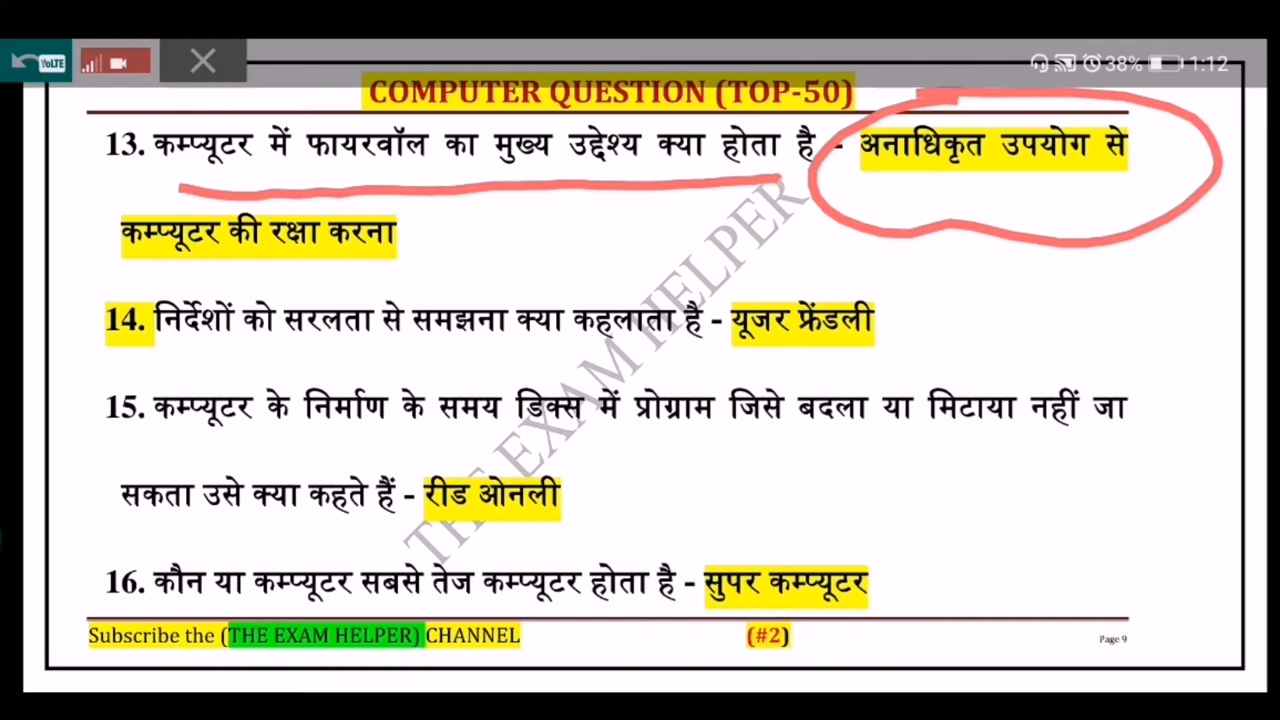 VoLTE
38% 1:12
COMPUTER QUESTION (TOP-50)
13. कम्प्यूटर में फायरवॉल का मुख्य उद्देश्य क्या होता है - अनाधिकृत उपयोग से
कम्प्यूटर की रक्षा करना
14. निर्देशों को सरलता से समझना क्या कहलाता है - यूजर फ्रेंडली
15. कम्प्यूटर के निर्माण के समय डिक्स में प्रोग्राम जिसे बदला या मिटाया नहीं जा
सकता उसे क्या कहते हैं - रीड ओनली
16. कौन या कम्प्यूटर सबसे तेज कम्प्यूटर होता है - सुपर कम्प्यूटर
THE EXAM HELPER
Subscribe the (THE EXAM HELPER) CHANNEL (#2) Page 9